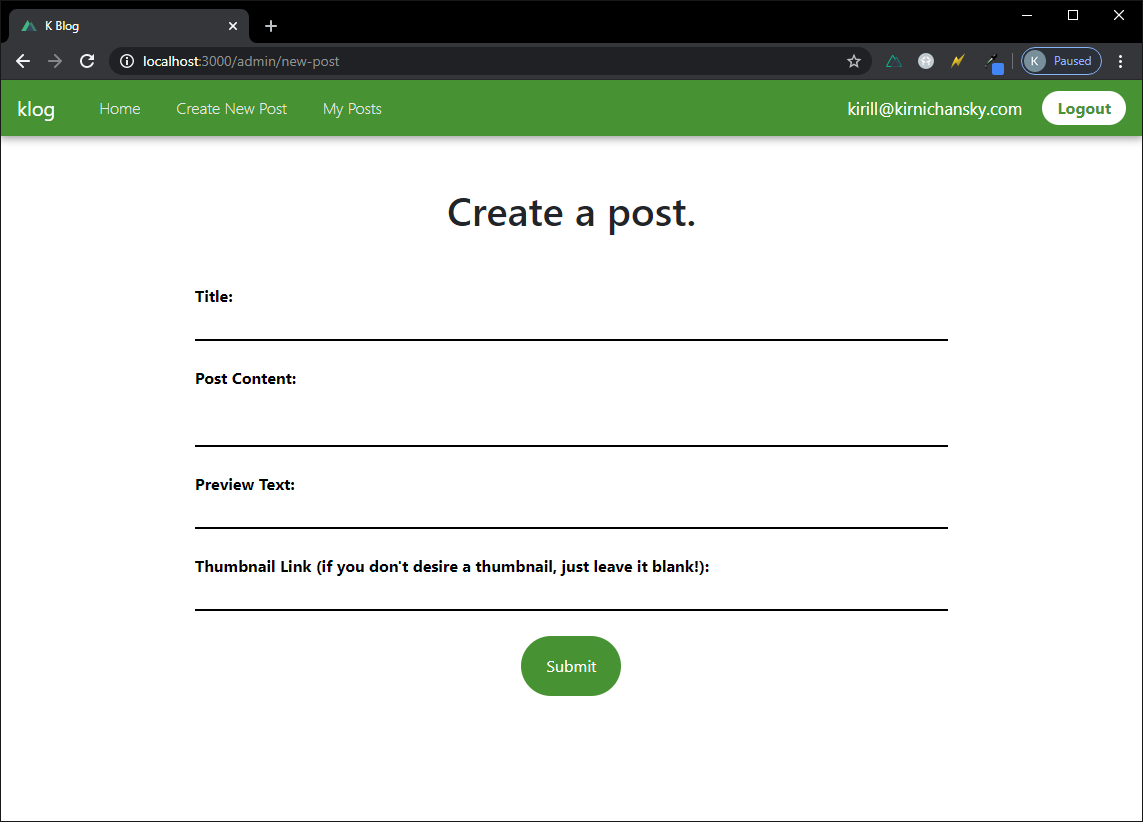 K Blog
localhost:3000/admin/new-post
K Paused
klog Home Create New Post My Posts kirill@kirnichansky.com Logout
Create a post.
Title:
Post Content:
Preview Text:
Thumbnail Link (if you don't desire a thumbnail, just leave it blank!):
Submit